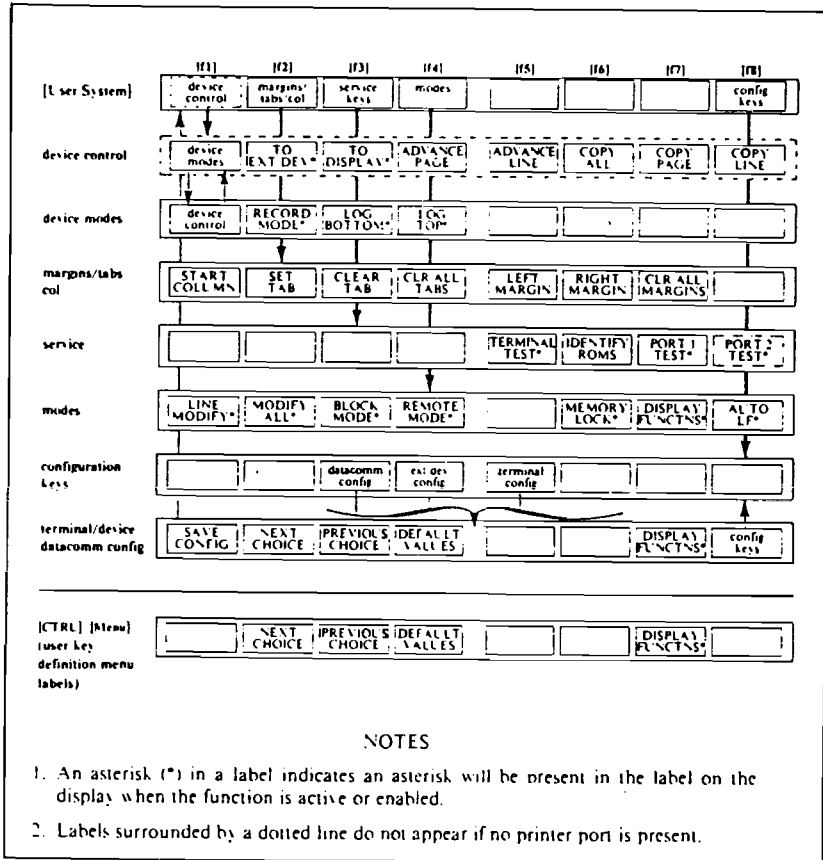 [f1] [f2] [f3] [f4] [f5] [f6] [f7] [f8]
[User System] device control margins/tabs/col service keys modes config keys
device control device modes TO EXT DEV* TO DISPLAY* ADVANCE PAGE ADVANCE LINE COPY ALL COPY PAGE COPY LINE
device modes device control RECORD MODE* LOG BOTTOM* LOG TOP*
margins/tabs col START COLUMN SET TAB CLEAR TAB CLR ALL TABS LEFT MARGIN RIGHT MARGIN CLR ALL MARGINS
service TERMINAL TEST* IDENTIFY ROMS PORT 1 TEST* PORT 2 TEST*
modes LINE MODIFY* MODIFY ALL* BLOCK MODE* REMOTE MODE* MEMORY LOCK* DISPLAY FUNCTNS* AUTO LF*
configuration keys datacomm config ext dev config terminal config
terminal/device datacomm config SAVE CONFIG NEXT CHOICE PREVIOUS CHOICE DEFAULT VALUES DISPLAY FUNCTNS* config keys
[CTRL] [Menu] (user key definition menu labels) NEXT CHOICE PREVIOUS CHOICE DEFAULT VALUES DISPLAY FUNCTNS*
NOTES
1. An asterisk (*) in a label indicates an asterisk will be present in the label on the
display when the function is active or enabled.
2. Labels surrounded by a dotted line do not appear if no printer port is present.